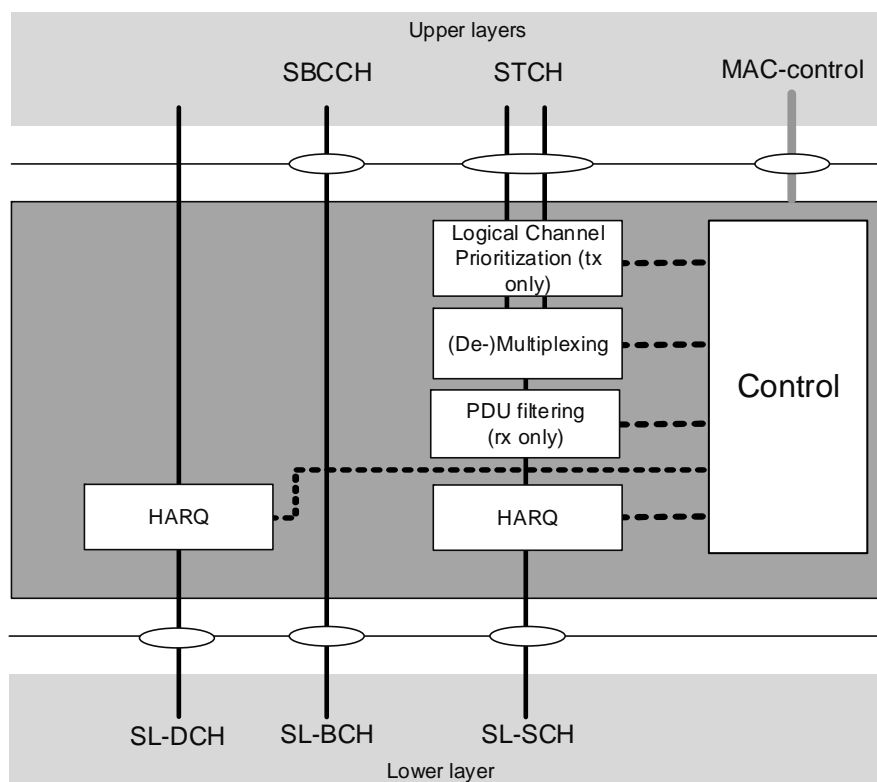 Upper layers
SBCCH
STCH
MAC-control
Logical Channel
Prioritization (tx
only)
(De-)Multiplexing
Control
PDU filtering
(rx only)
HARQ
HARQ
SL-DCH
SL-BCH
SL-SCH
Lower layer